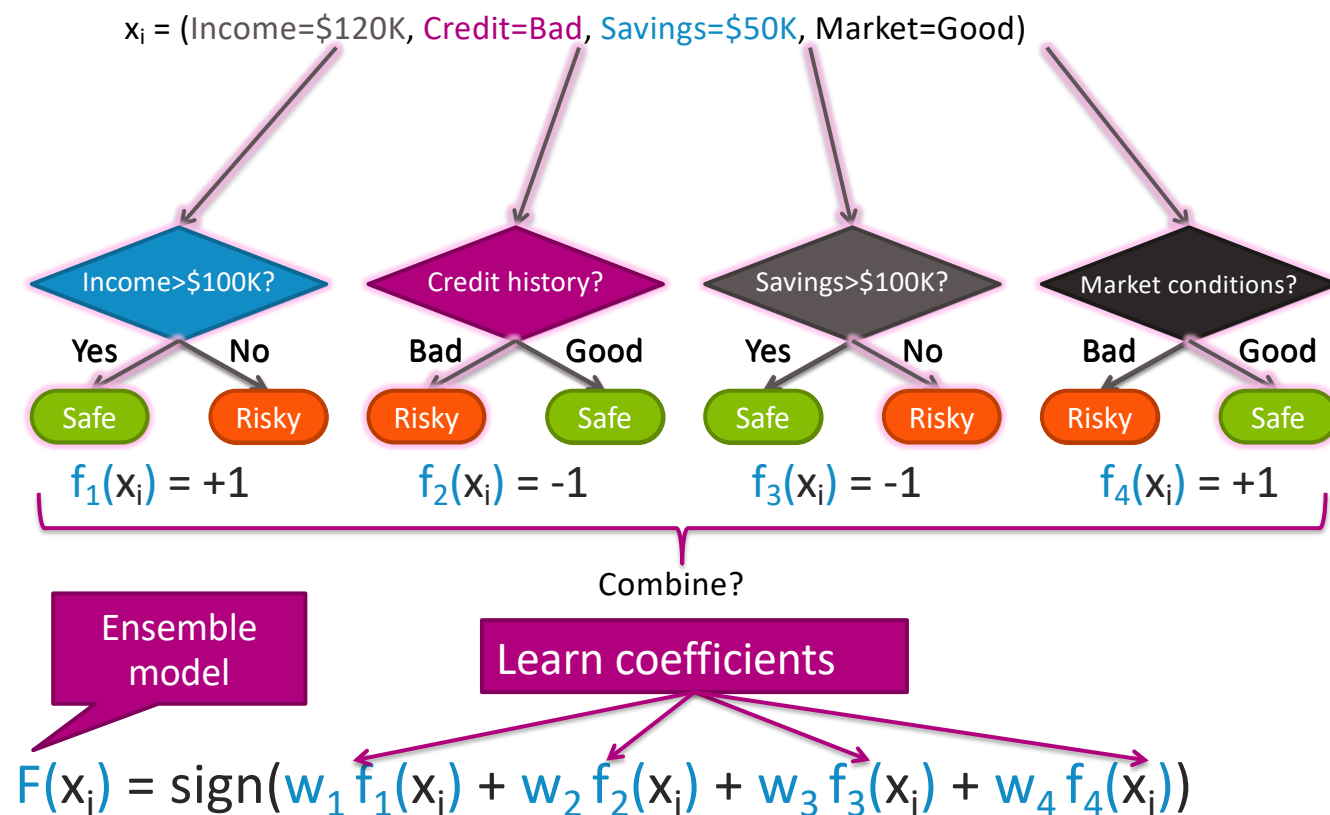 xᵢ = (Income=$120K, Credit=Bad, Savings=$50K, Market=Good)
Income>$100K?
Credit history?
Savings>$100K?
Market conditions?
Yes No
Bad Good
Yes No
Bad Good
Safe Risky
Risky Safe
Safe Risky
Risky Safe
f₁(xᵢ) = +1
f₂(xᵢ) = -1
f₃(xᵢ) = -1
f₄(xᵢ) = +1
Combine?
Ensemble
model
Learn coefficients
F(xᵢ) = sign(w₁ f₁(xᵢ) + w₂ f₂(xᵢ) + w₃ f₃(xᵢ) + w₄ f₄(xᵢ))